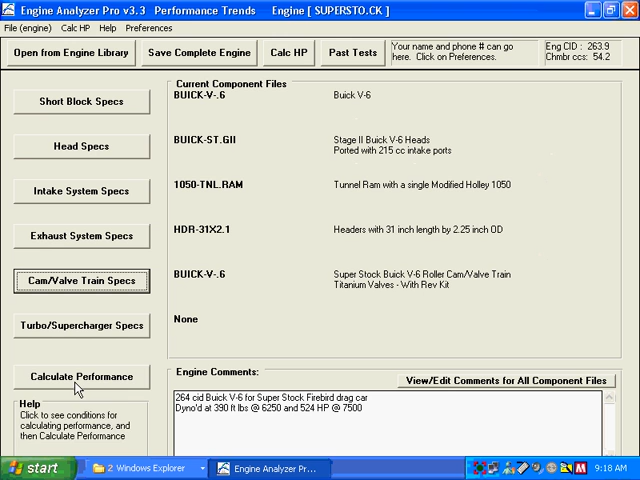 Engine Analyzer Pro v3.3 Performance Trends Engine [ SUPERSTO.CK ]
File (engine) Calc HP Help Preferences
Open from Engine Library Save Complete Engine Calc HP Past Tests
Your name and phone # can go
here. Click on Preferences.
Eng CID : 263.9
Chmbr ccs: 54.2
Short Block Specs
Head Specs
Intake System Specs
Exhaust System Specs
Cam/Valve Train Specs
Turbo/Supercharger Specs
Calculate Performance
Help
Click to see conditions for
calculating performance, and
then Calculate Performance
Current Component Files
BUICK-V-.6 Buick V-6
BUICK-ST.GII Stage II Buick V-6 Heads
Ported with 215 cc intake ports
1050-TNL.RAM Tunnel Ram with a single Modified Holley 1050
HDR-31X2.1 Headers with 31 inch length by 2.25 inch OD
BUICK-V-.6 Super Stock Buick V-6 Roller Cam/Valve Train
Titanium Valves - With Rev Kit
None
Engine Comments:
View/Edit Comments for All Component Files
264 cid Buick V-6 for Super Stock Firebird drag car
Dyno'd at 390 ft lbs @ 6250 and 524 HP @ 7500
start 2 Windows Explorer Engine Analyzer Pro... 9:18 AM